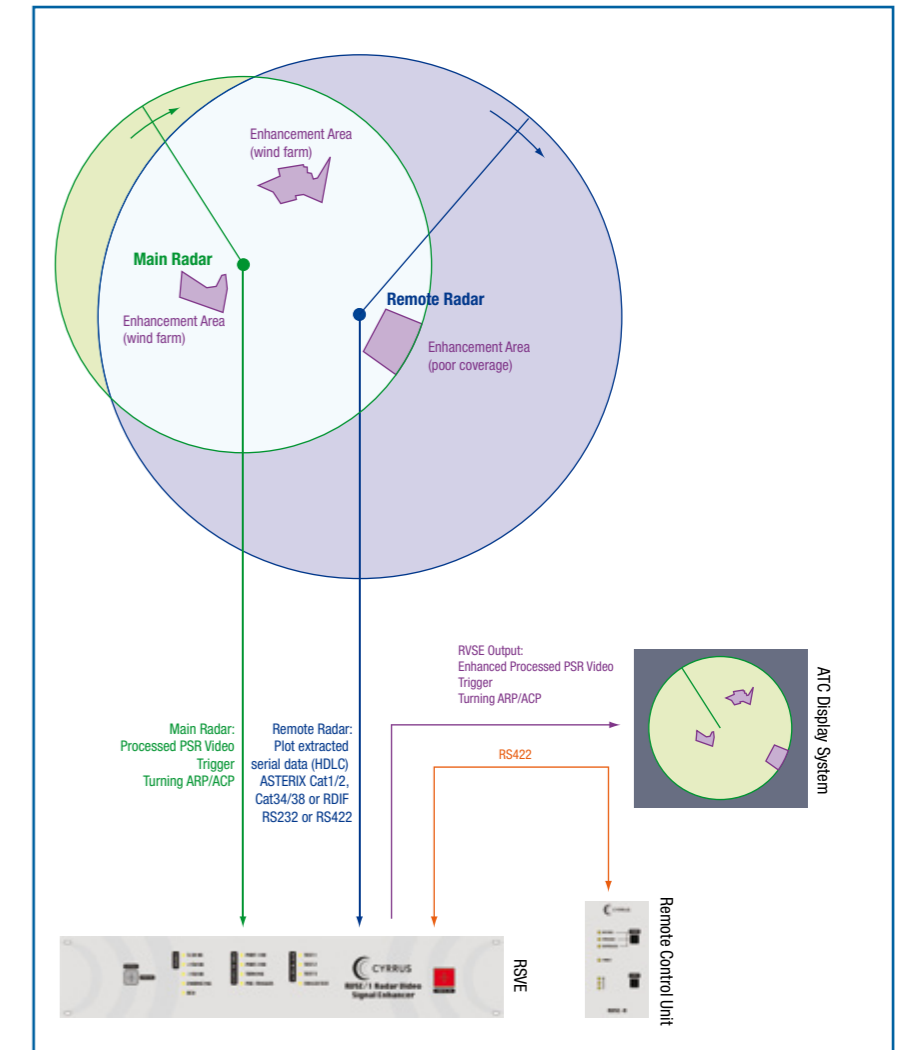 Enhancement Area
(wind farm)
Main Radar
Remote Radar
Enhancement Area
(wind farm)
Enhancement Area
(poor coverage)
RVSE Output:
Enhanced Processed PSR Video
Trigger
Turning ARP/ACP
ATC Display System
Main Radar:
Processed PSR Video
Trigger
Turning ARP/ACP
Remote Radar:
Plot extracted
serial data (HDLC)
ASTERIX Cat1/2,
Cat34/38 or RDIF
RS232 or RS422
RS422
CYRRUS
RVSE/1 Radar Video
Signal Enhancer
RSVE
CYRRUS
Remote Control Unit